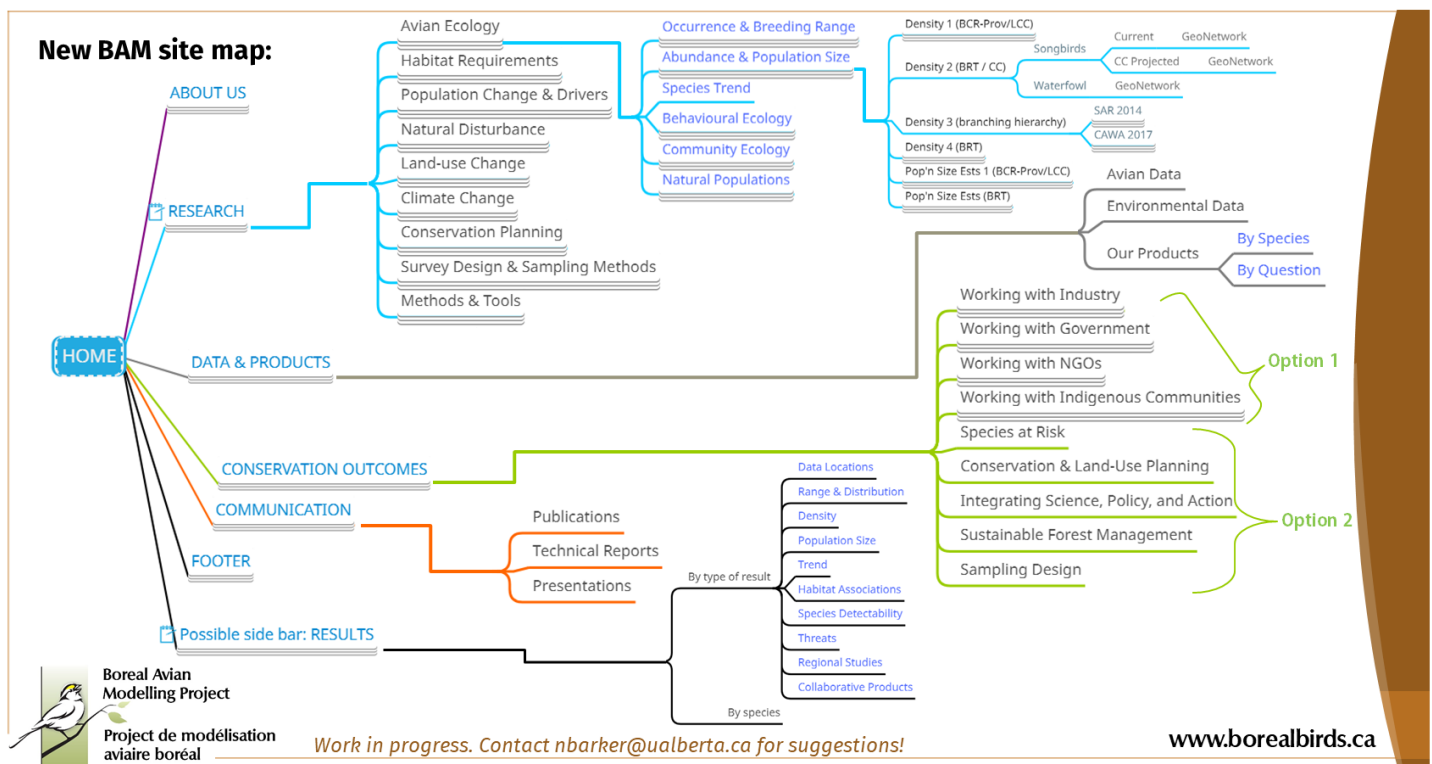 New BAM site map:
ABOUT US
RESEARCH
HOME
DATA & PRODUCTS
CONSERVATION OUTCOMES
COMMUNICATION
FOOTER
Possible side bar: RESULTS
Avian Ecology
Habitat Requirements
Population Change & Drivers
Natural Disturbance
Land-use Change
Climate Change
Conservation Planning
Survey Design & Sampling Methods
Methods & Tools
Occurrence & Breeding Range
Abundance & Population Size
Species Trend
Behavioural Ecology
Community Ecology
Natural Populations
Density 1 (BCR-Prov/LCC)
Density 2 (BRT / CC)
Songbirds
Current GeoNetwork
CC Projected GeoNetwork
Waterfowl GeoNetwork
Density 3 (branching hierarchy)
SAR 2014
CAWA 2017
Density 4 (BRT)
Pop'n Size Ests 1 (BCR-Prov/LCC)
Pop'n Size Ests (BRT)
Avian Data
Environmental Data
Our Products
By Species
By Question
Working with Industry
Working with Government
Working with NGOs
Working with Indigenous Communities
Option 1
Species at Risk
Conservation & Land-Use Planning
Integrating Science, Policy, and Action
Sustainable Forest Management
Sampling Design
Option 2
Publications
Technical Reports
Presentations
By type of result
Data Locations
Range & Distribution
Density
Population Size
Trend
Habitat Associations
Species Detectability
Threats
Regional Studies
Collaborative Products
By species
Boreal Avian
Modelling Project
Project de modélisation
aviaire boréal
Work in progress. Contact nbarker@ualberta.ca for suggestions!
www.borealbirds.ca